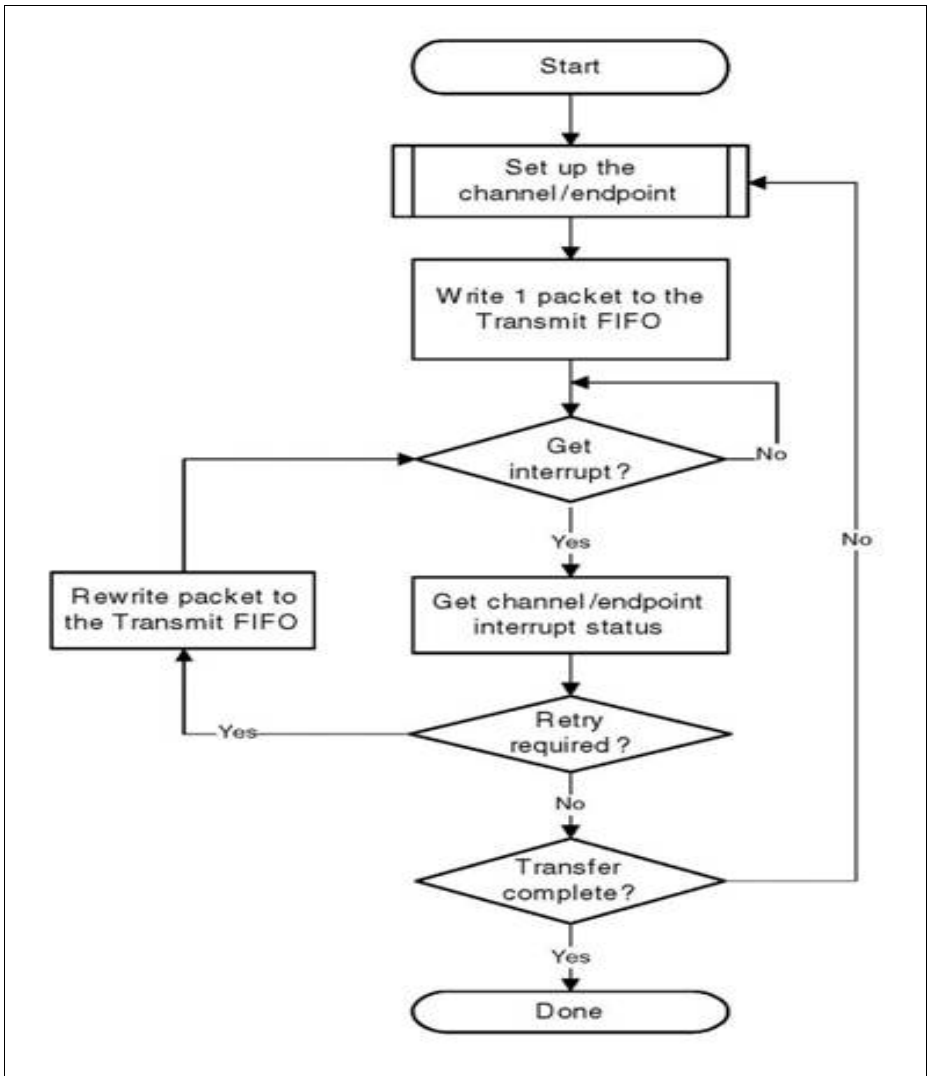 Start
Set up the
channel/endpoint
Write 1 packet to the
Transmit FIFO
Get
interrupt?
No
Yes
No
Rewrite packet to
the Transmit FIFO
Get channel/endpoint
interrupt status
Retry
required?
Yes
No
Transfer
complete?
Yes
Done